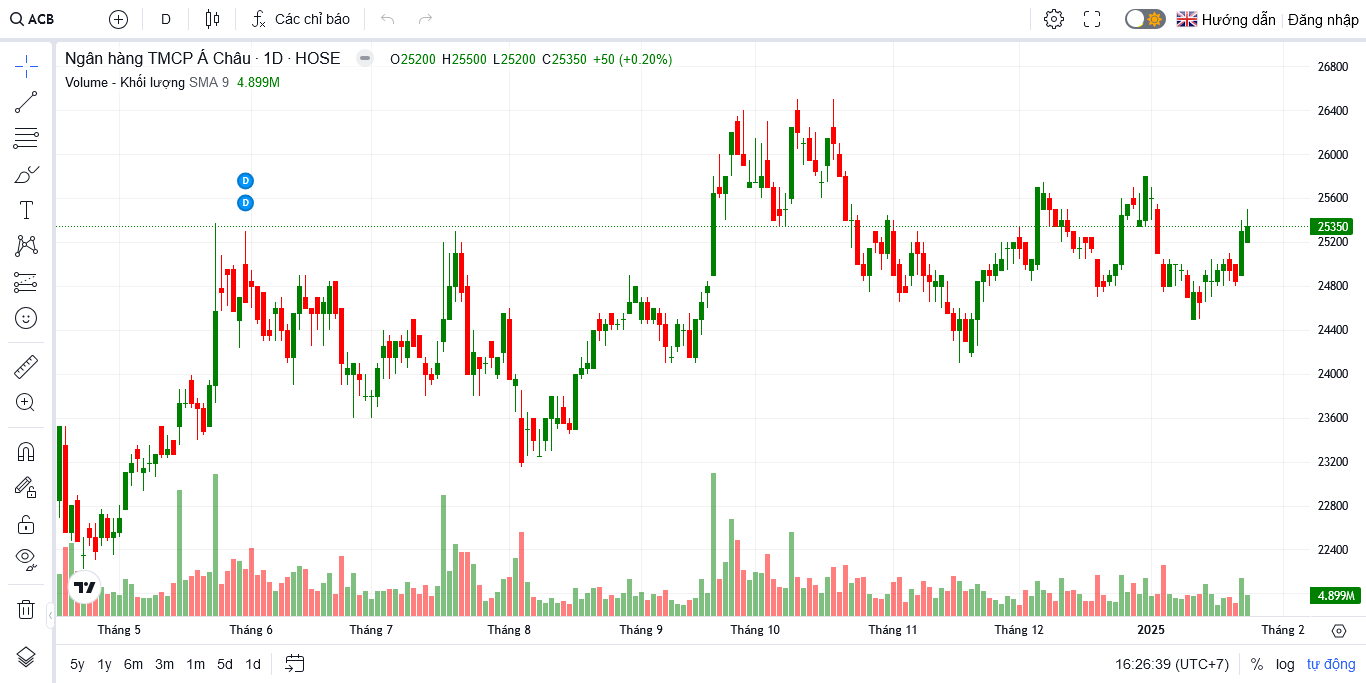 ACB D Các chỉ báo Hướng dẫn Đăng nhập
Ngân hàng TMCP Á Châu · 1D · HOSE O25200 H25500 L25200 C25350 +50 (+0.20%)
Volume - Khối lượng SMA 9 4.899M
D
D
26800
26400
26000
25600
25350
25200
24800
24400
24000
23600
23200
22800
22400
4.899M
Tháng 5 Tháng 6 Tháng 7 Tháng 8 Tháng 9 Tháng 10 Tháng 11 Tháng 12 2025 Tháng 2
5y 1y 6m 3m 1m 5d 1d 16:26:39 (UTC+7) % log tự động